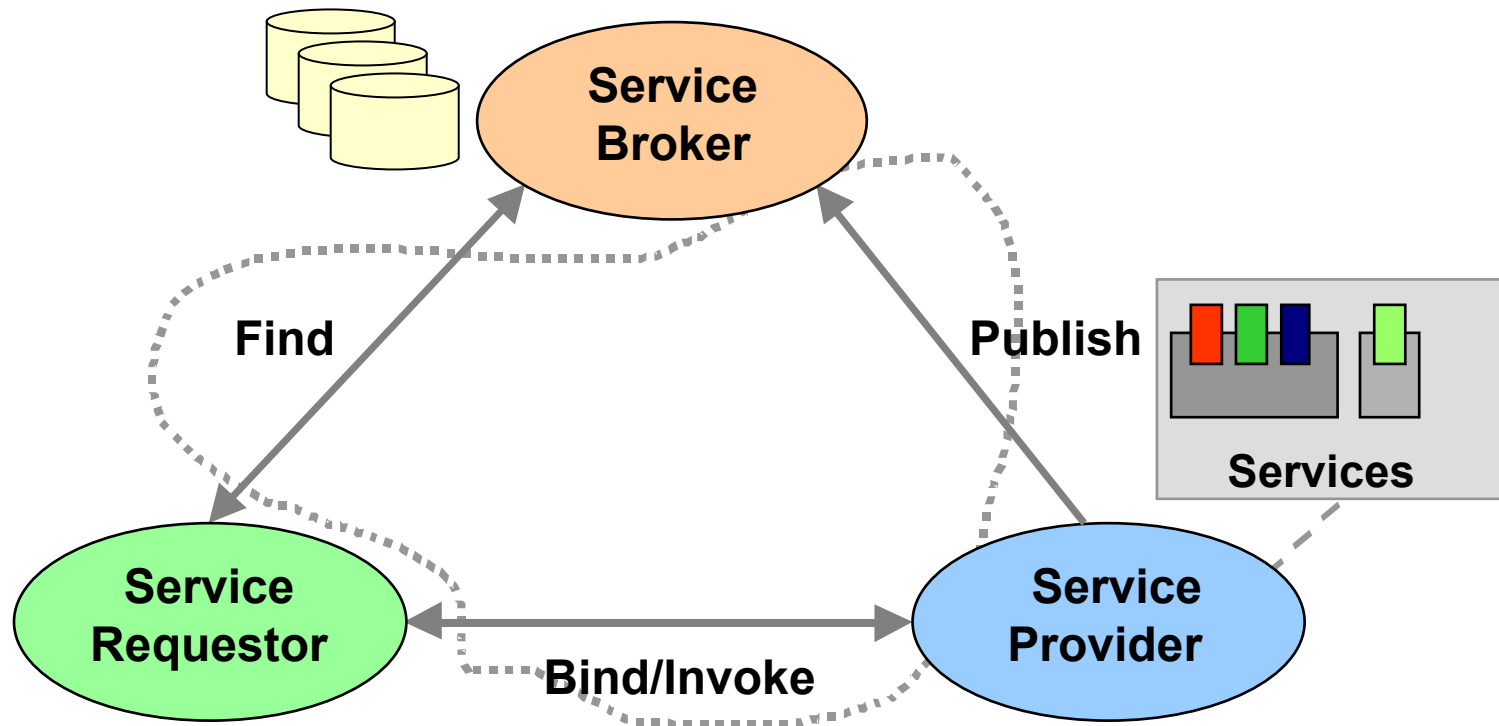 Service
Broker
Find
Publish
Services
Service
Requestor
Bind/Invoke
Service
Provider